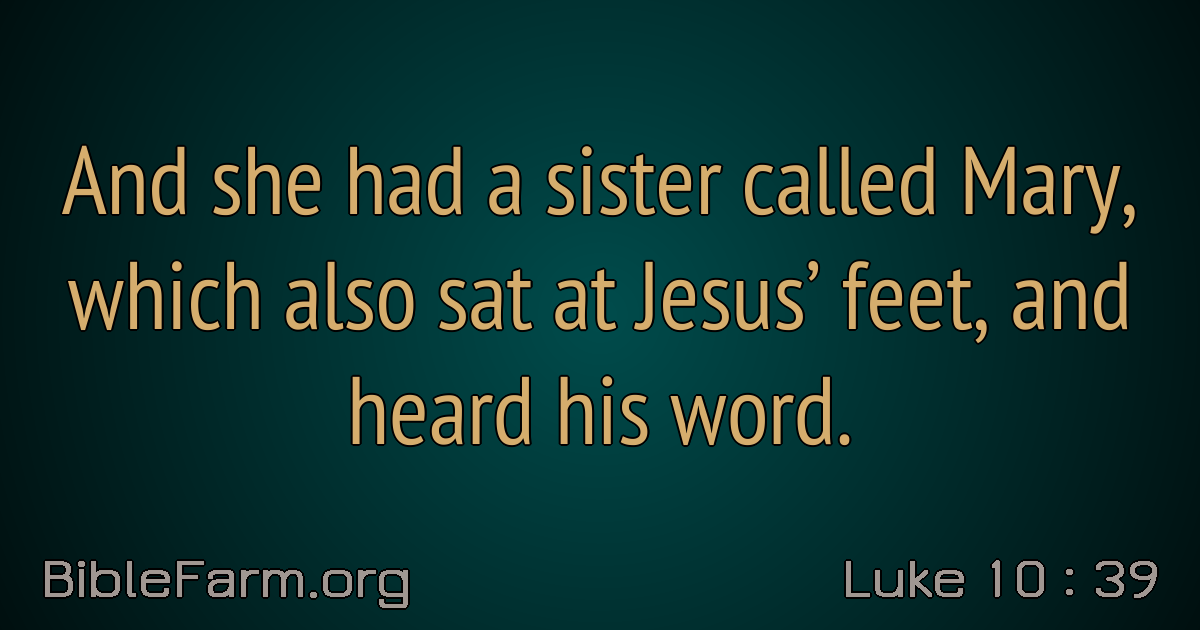 And she had a sister called Mary,
which also sat at Jesus’ feet, and
heard his word.
BibleFarm.org
Luke 10 : 39